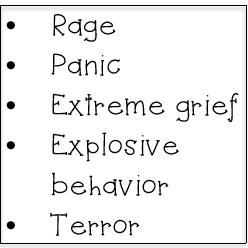 • Rage
• Panic
• Extreme grief
• Explosive
behavior
• Terror